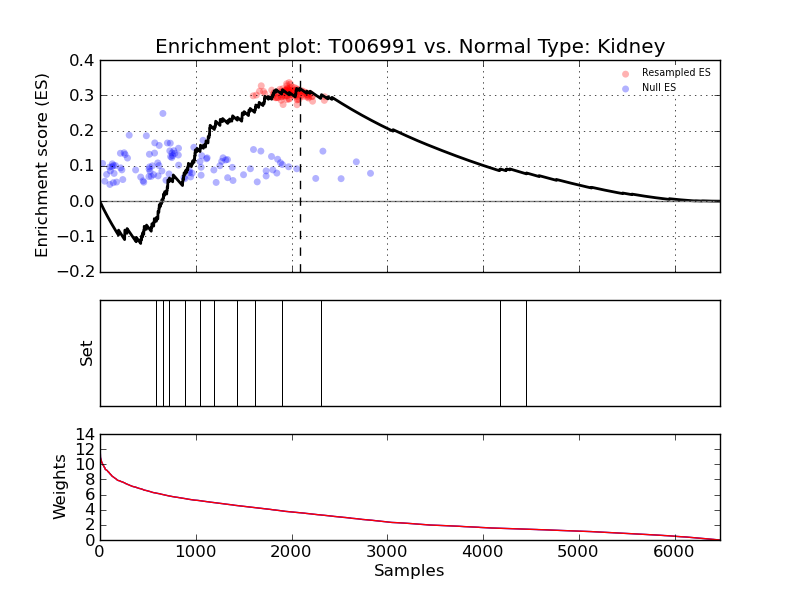 Enrichment plot: T006991 vs. Normal Type: Kidney
Enrichment score (ES)
0.4
0.3
0.2
0.1
0.0
−0.1
−0.2
Resampled ES
Null ES
Set
Weights
14
12
10
8
6
4
2
0
0 1000 2000 3000 4000 5000 6000
Samples